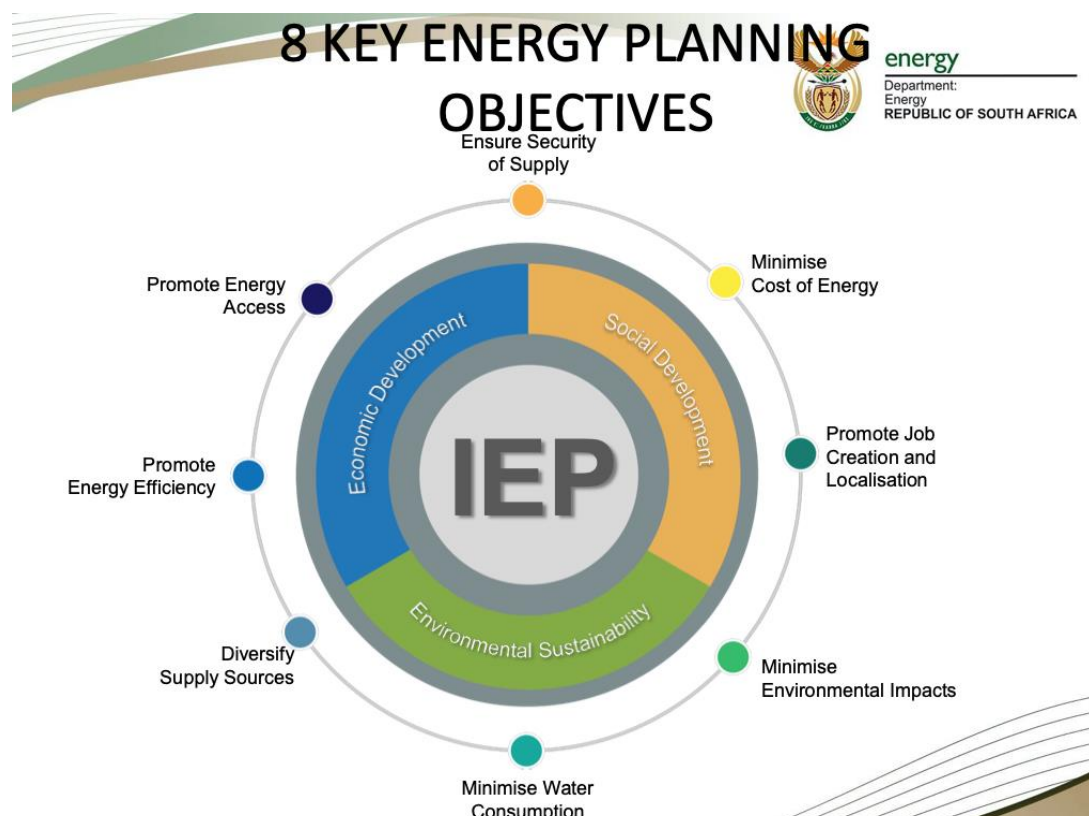 8 KEY ENERGY PLANNING
OBJECTIVES
energy
Department:
Energy
REPUBLIC OF SOUTH AFRICA
Ensure Security
of Supply
Minimise
Cost of Energy
Promote Job
Creation and
Localisation
Minimise
Environmental Impacts
Minimise Water
Consumption
Diversify
Supply Sources
Promote
Energy Efficiency
Promote Energy
Access
Economic Development
Social Development
Environmental Sustainability
IEP